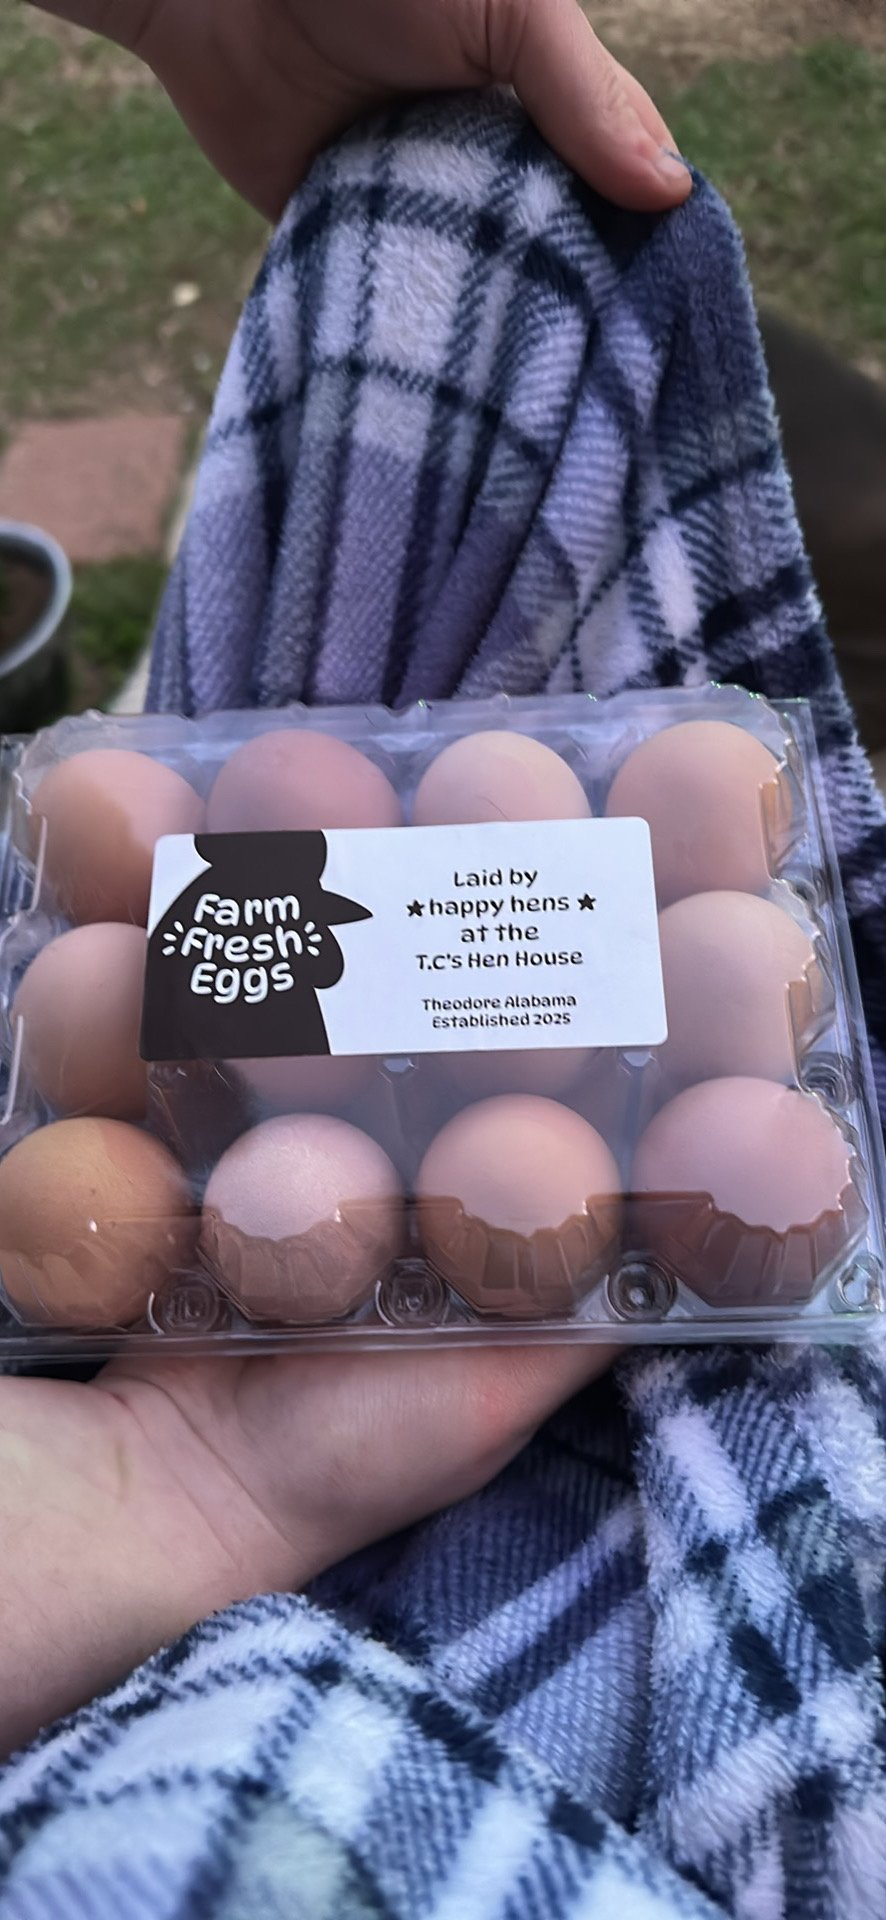 Farm
Fresh
Eggs
Laid by
★happy hens★
at the
T.C's Hen House
Theodore Alabama
Established 2025